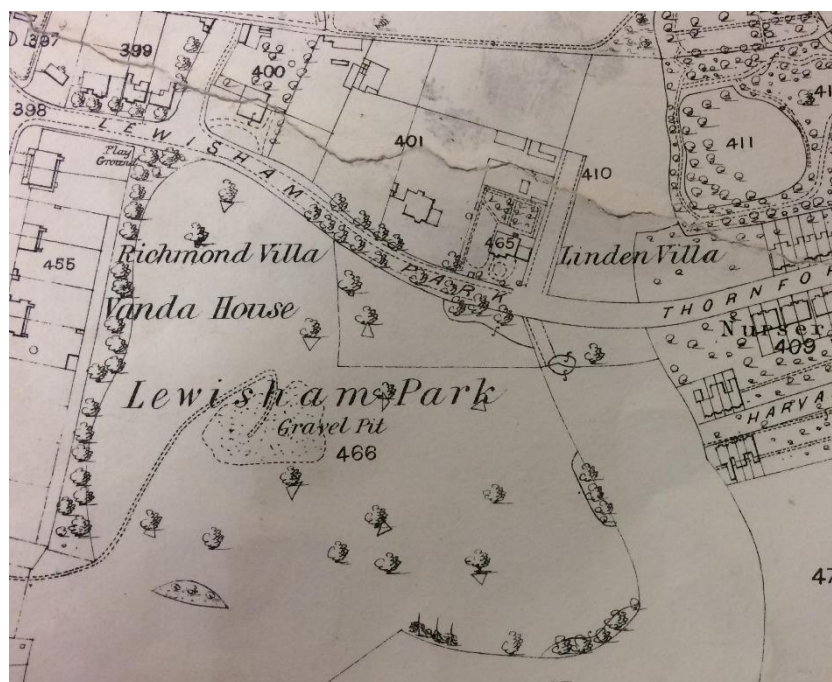 397
399
400
398
LEWISHAM PARK
Play
Ground
401
410
411
41
465
455
Richmond Villa
Linden Villa
Vanda House
THORNFO
Nurser
409
Lewisham Park
HARVA
Gravel Pit
466
47